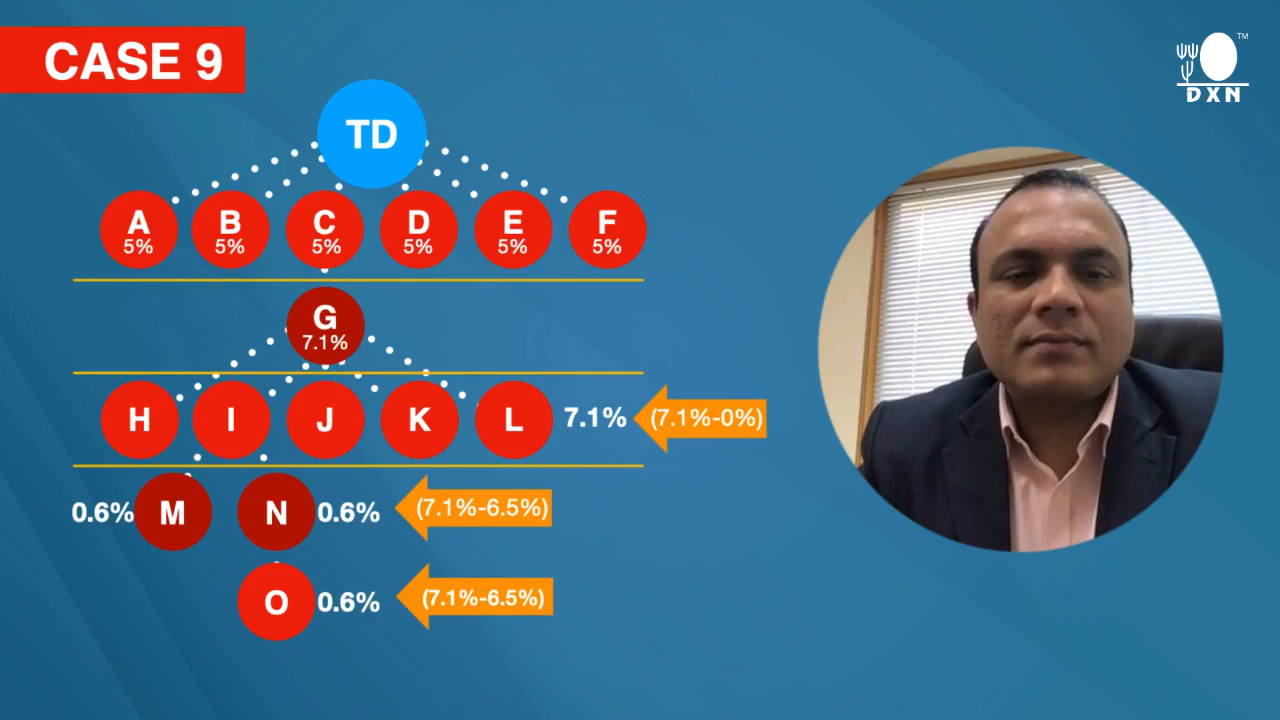 CASE 9
TM
DXN
TD
A B C D E F
5% 5% 5% 5% 5% 5%
G
7.1%
H I J K L 7.1% (7.1%-0%)
0.6% M N 0.6% (7.1%-6.5%)
O 0.6% (7.1%-6.5%)